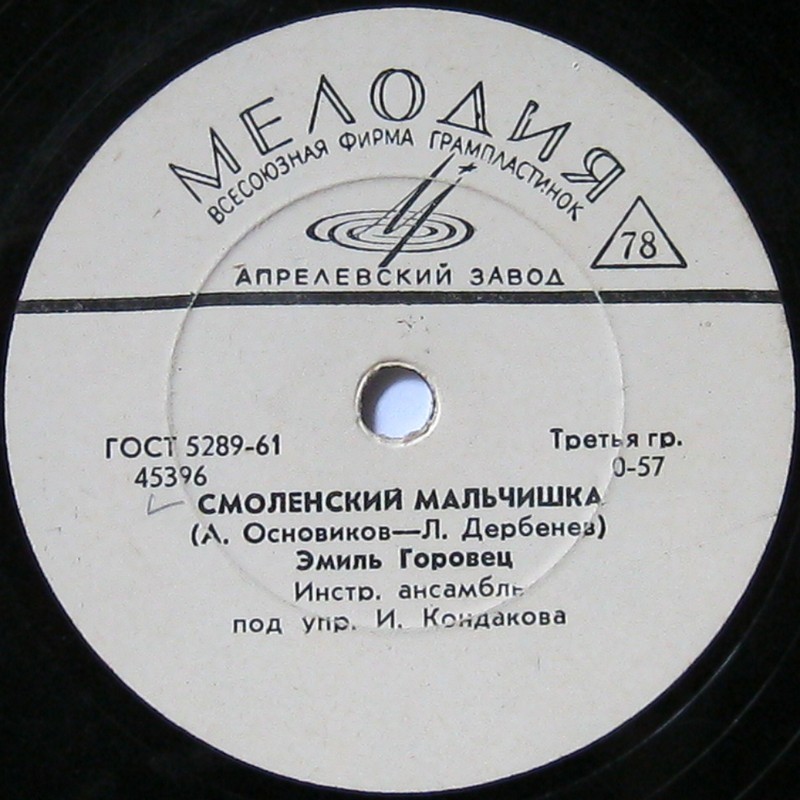 МЕЛОДИЯ
ВСЕСОЮЗНАЯ ФИРМА ГРАМПЛАСТИНОК
78
АПРЕЛЕВСКИЙ ЗАВОД
ГОСТ 5289-61
Третья гр.
45396
0-57
СМОЛЕНСКИЙ МАЛЬЧИШКА
(А. Основиков—Л. Дербенев)
Эмиль Горовец
Инстр. ансамбль
под упр. И. Кондакова